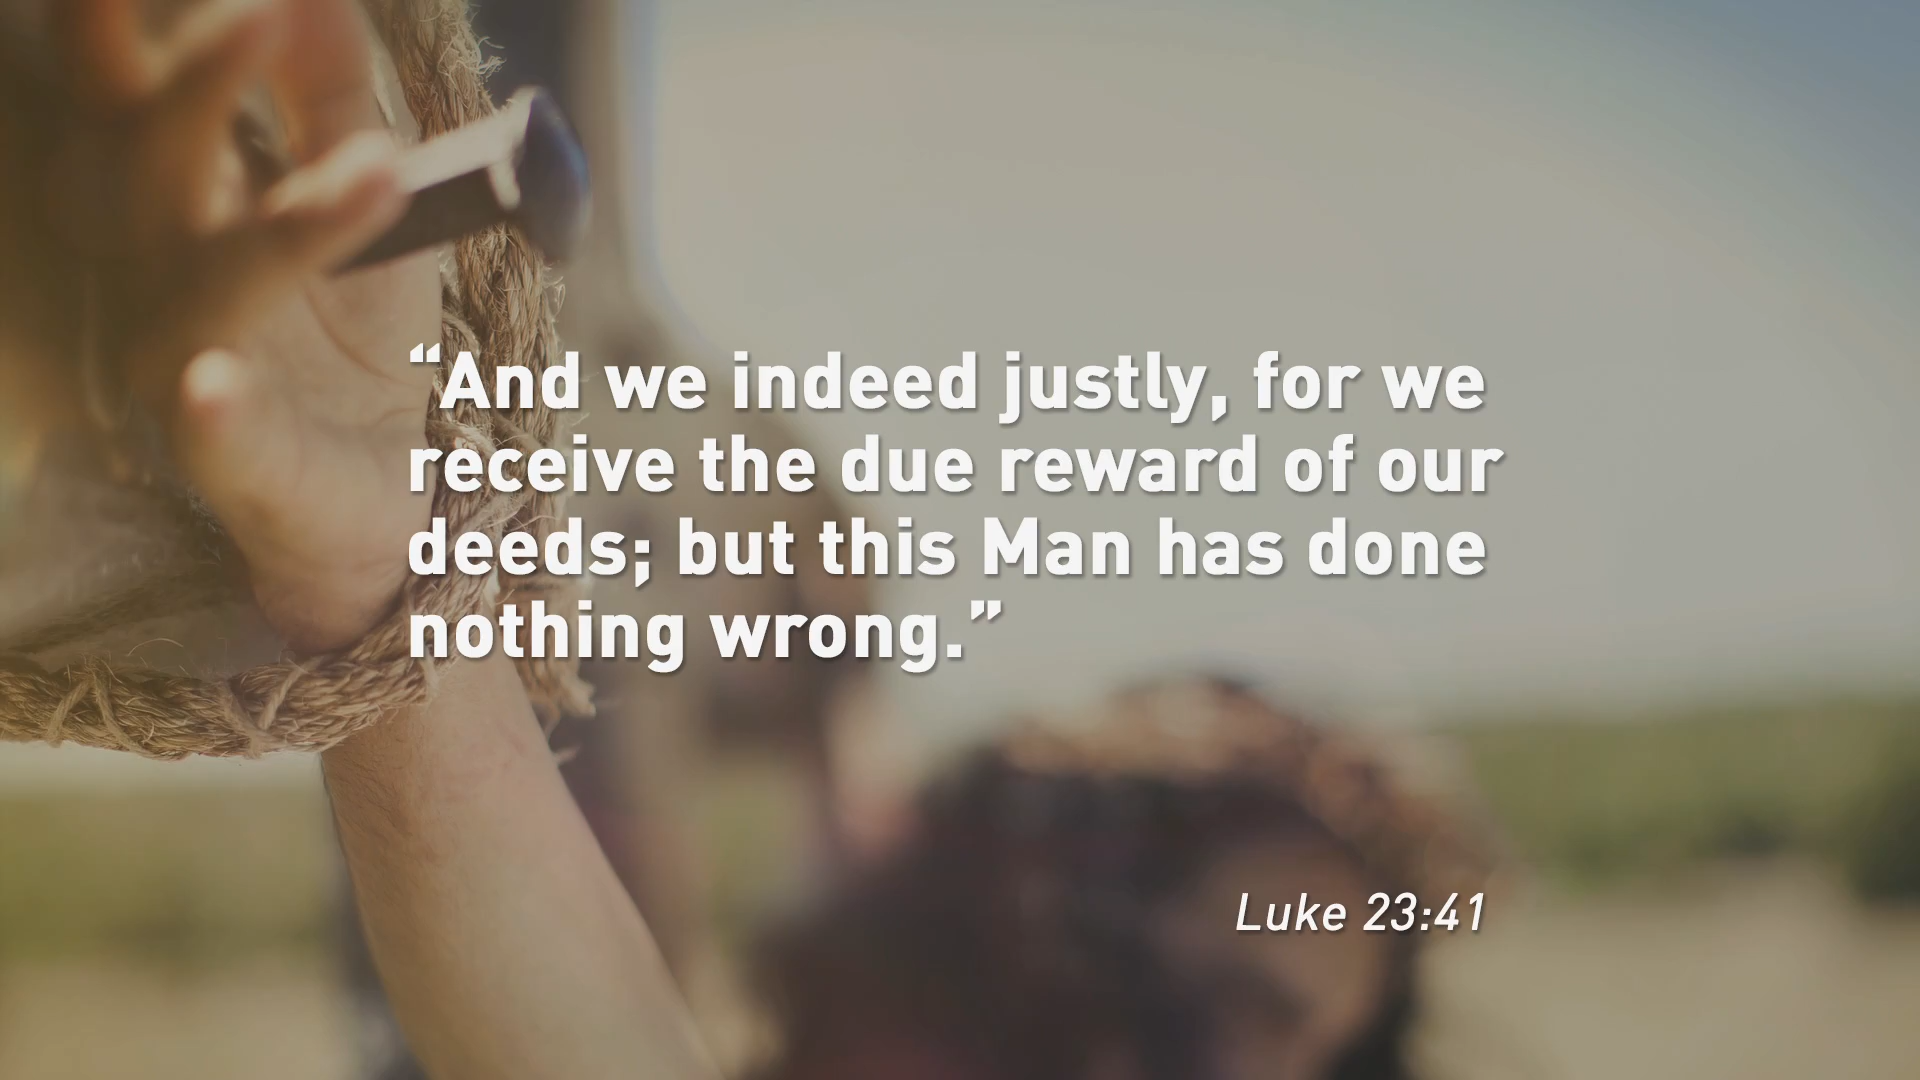 “And we indeed justly, for we
receive the due reward of our
deeds; but this Man has done
nothing wrong.”
Luke 23:41